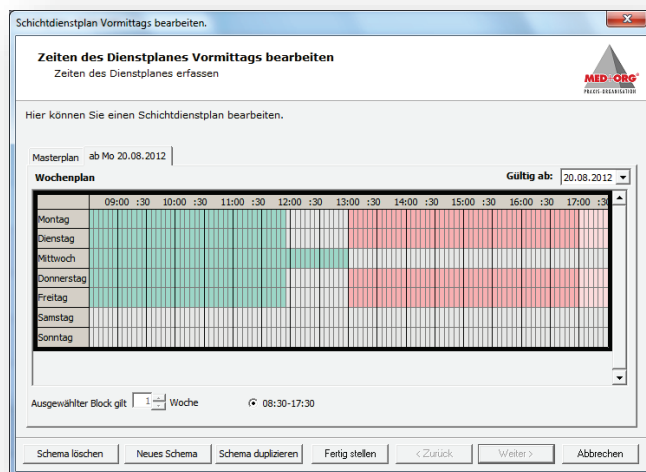 Schichtdienstplan Vormittags bearbeiten.
Zeiten des Dienstplanes Vormittags bearbeiten
Zeiten des Dienstplanes erfassen
MED-ORG®
PRAXIS-ORGANISATION
Hier können Sie einen Schichtdienstplan bearbeiten.
Masterplan ab Mo 20.08.2012
Wochenplan Gültig ab: 20.08.2012
09:00 :30 10:00 :30 11:00 :30 12:00 :30 13:00 :30 14:00 :30 15:00 :30 16:00 :30 17:00 :30
Montag
Dienstag
Mittwoch
Donnerstag
Freitag
Samstag
Sonntag
Ausgewählter Block gilt 1 Woche 08:30-17:30
Schema löschen Neues Schema Schema duplizieren Fertig stellen < Zurück Weiter > Abbrechen